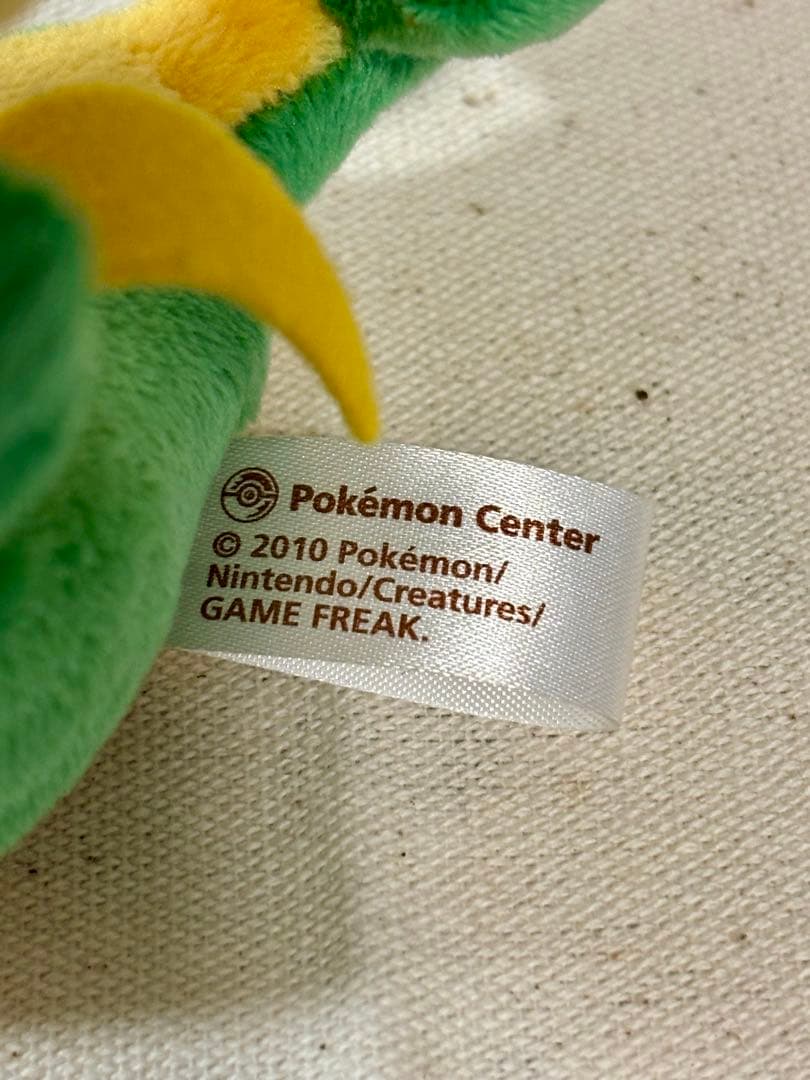 Pokémon Center
© 2010 Pokémon/
Nintendo/Creatures/
GAME FREAK.